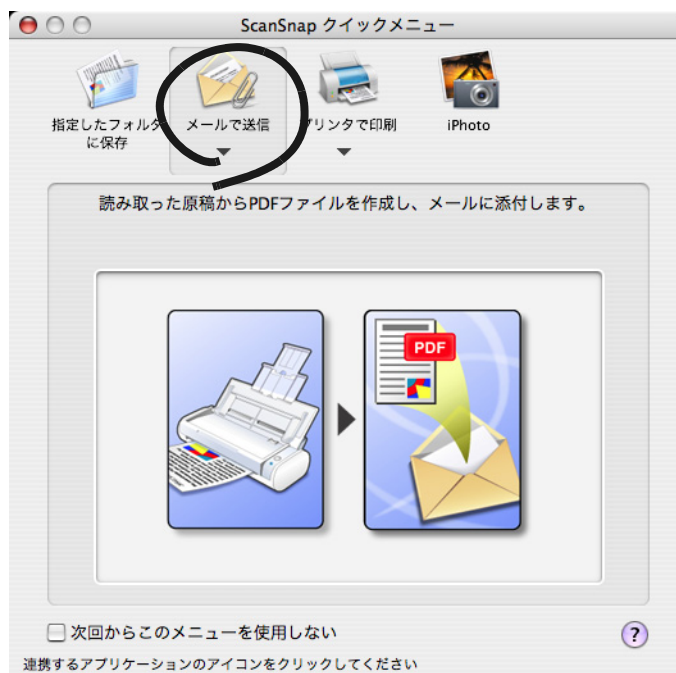 ScanSnap クイックメニュー
指定したフォルダ
に保存
メールで送信
プリンタで印刷
iPhoto
読み取った原稿からPDFファイルを作成し、メールに添付します。
PDF
次回からこのメニューを使用しない
?
連携するアプリケーションのアイコンをクリックしてください